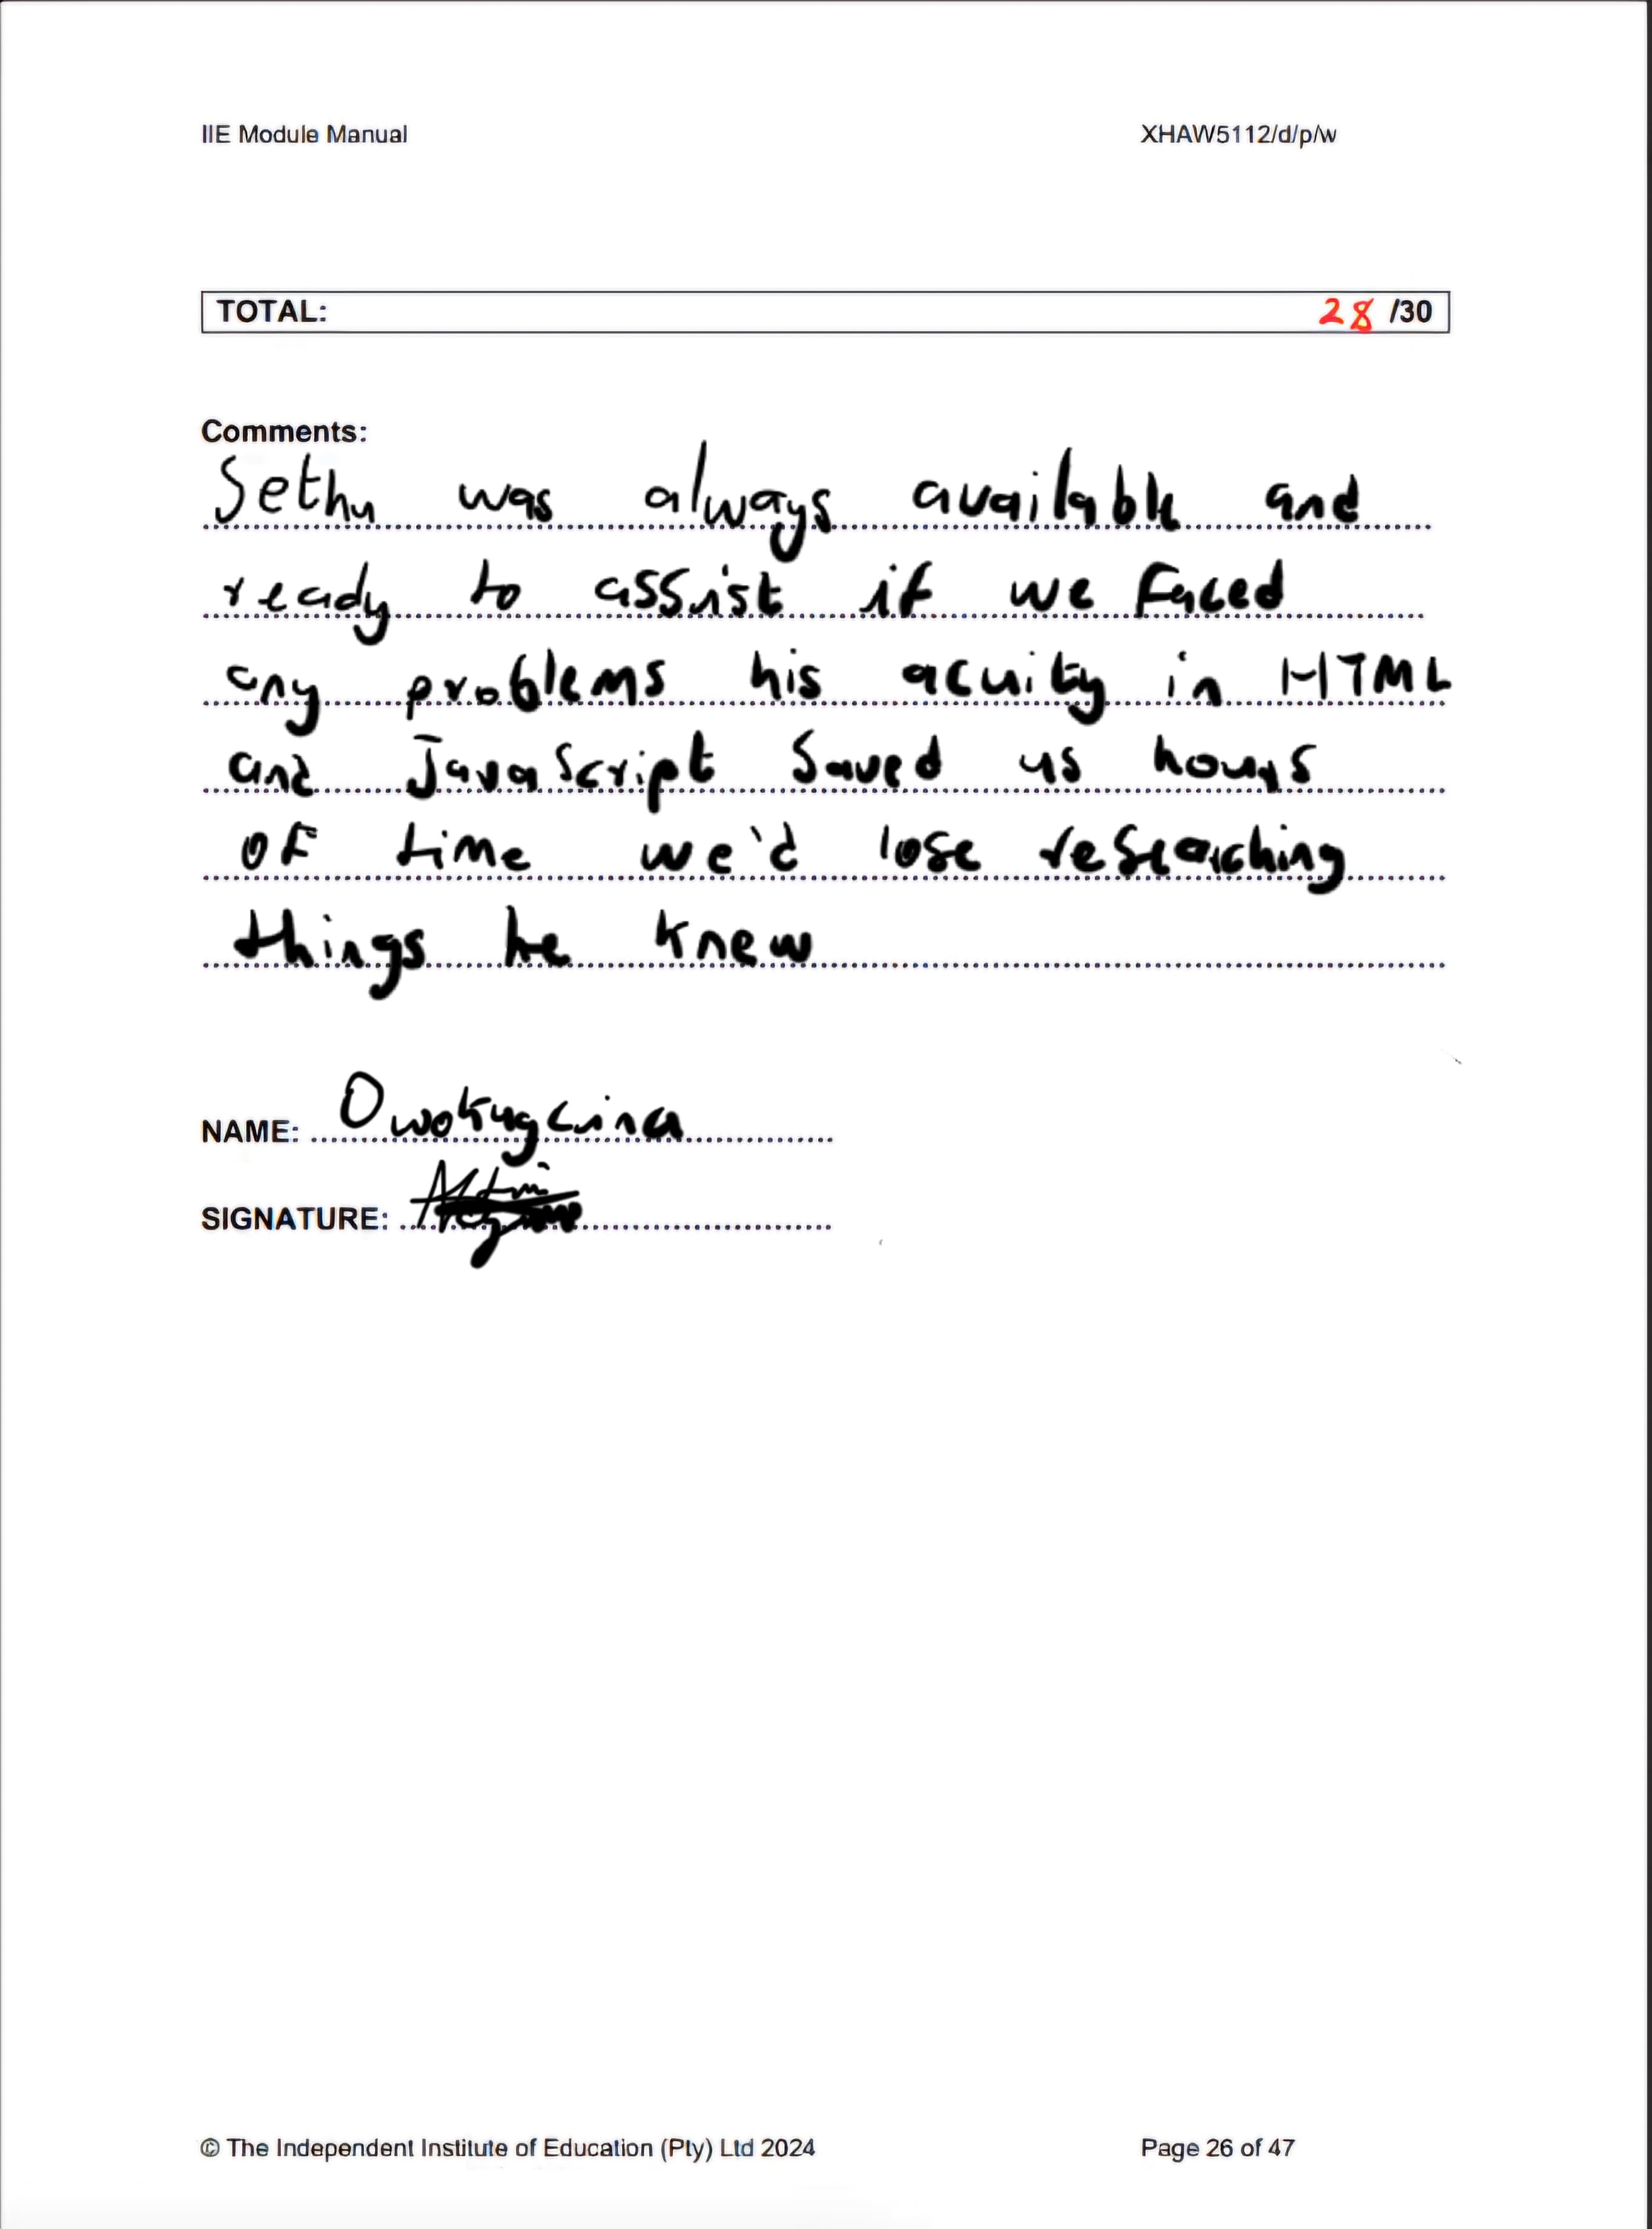 IIE Module Manual XHAW5112/d/p/w
TOTAL: 28 /30
Comments:
Sethu was always available and
ready to assist if we faced
any problems his acuity in HTML
and JavaScript saved us hours
of time we'd lose researching
things he knew
NAME: Owokugcina
SIGNATURE:
© The Independent Institute of Education (Pty) Ltd 2024 Page 26 of 47